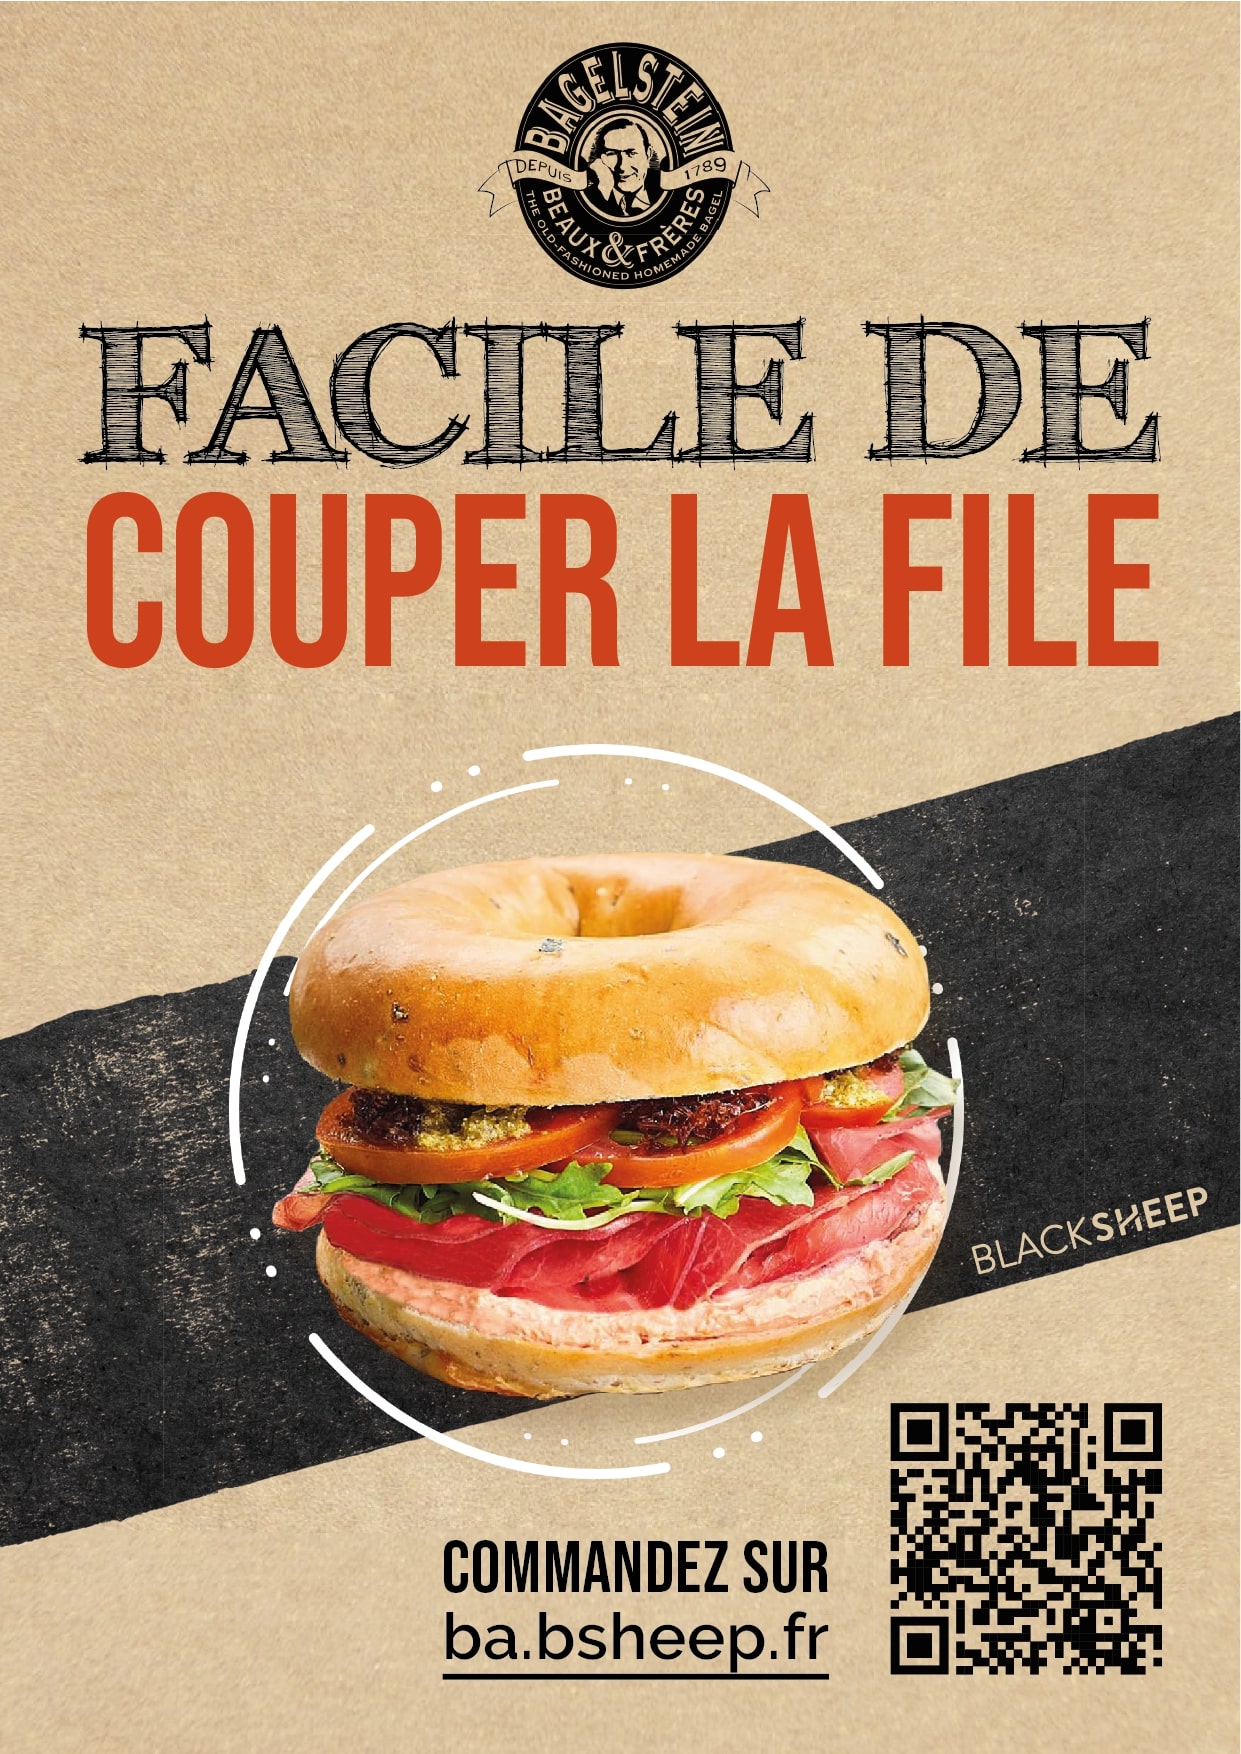 BAGELSTEIN
DEPUIS 1789
BEAUX & FRÈRES
THE OLD-FASHIONED HOMEMADE BAGEL
FACILE DE
COUPER LA FILE
BLACKSHEEP
COMMANDEZ SUR
ba.bsheep.fr